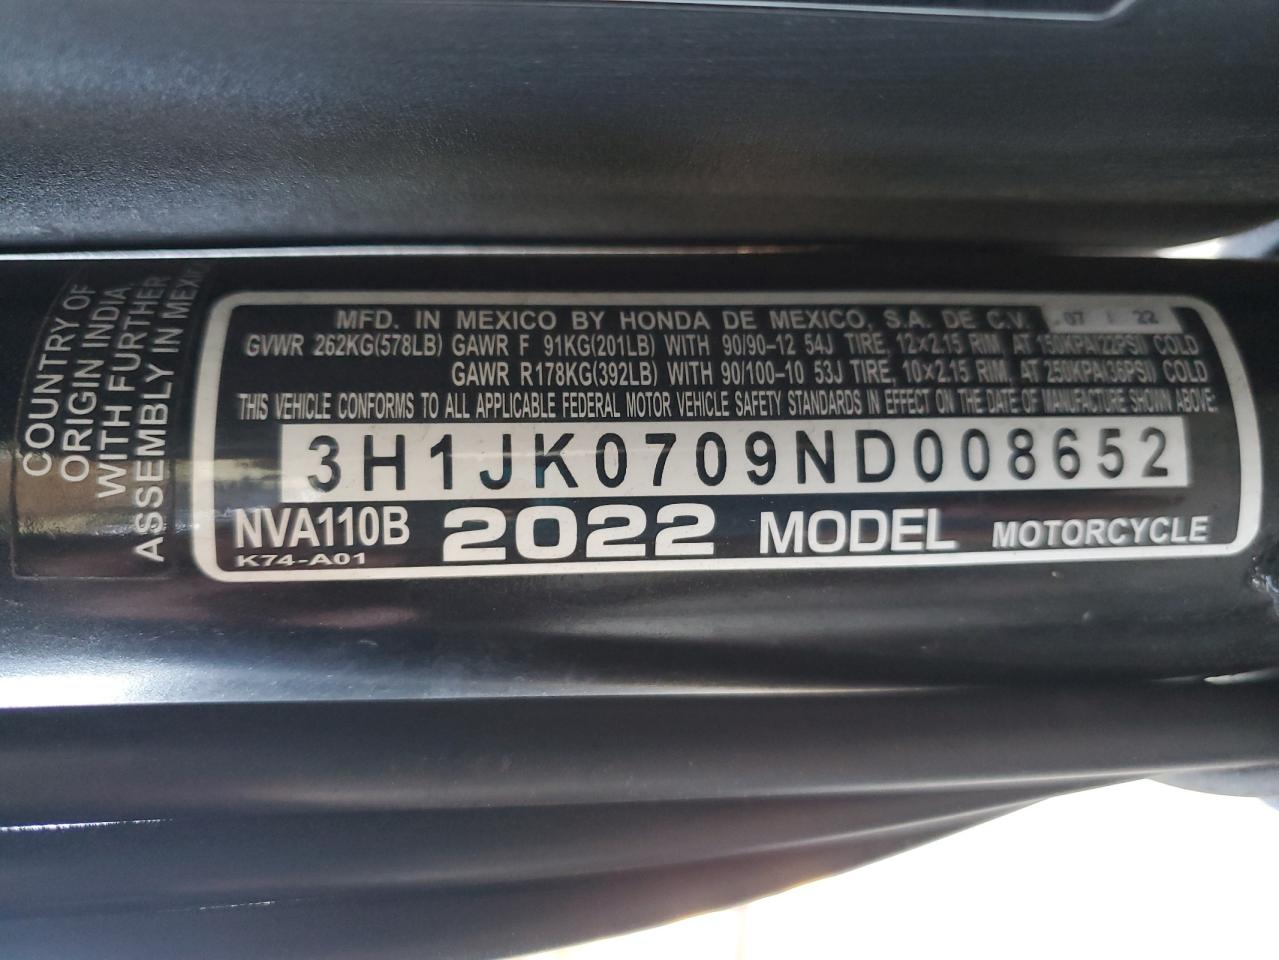 COUNTRY OF
ORIGIN INDIA,
WITH FURTHER
ASSEMBLY IN MEXICO
MFD. IN MEXICO BY HONDA DE MEXICO, S.A. DE C.V. 07 22
GVWR 262KG(578LB) GAWR F 91KG(201LB) WITH 90/90-12 54J TIRE, 12×2.15 RIM, AT 150KPA(22PSI) COLD
GAWR R178KG(392LB) WITH 90/100-10 53J TIRE, 10×2.15 RIM, AT 250KPA(36PSI) COLD
THIS VEHICLE CONFORMS TO ALL APPLICABLE FEDERAL MOTOR VEHICLE SAFETY STANDARDS IN EFFECT ON THE DATE OF MANUFACTURE SHOWN ABOVE.
3H1JK0709ND008652
NVA110B 2022 MODEL MOTORCYCLE
K74-A01